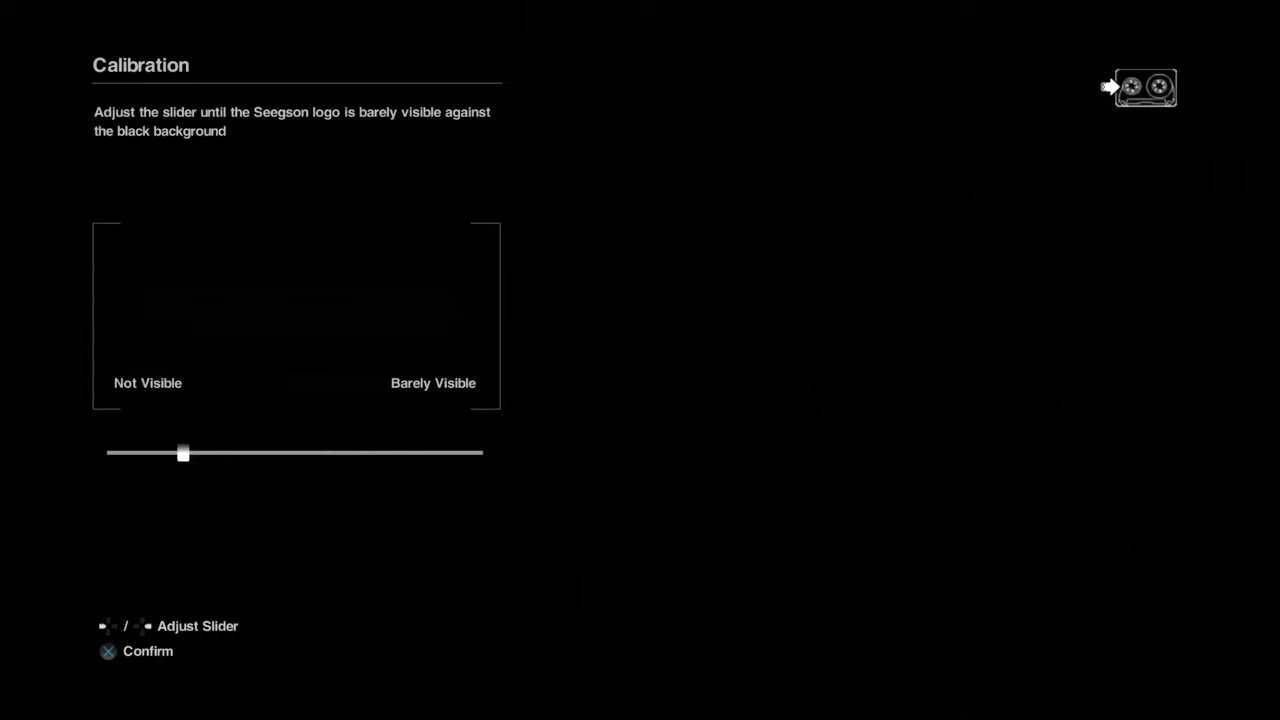 Calibration
Adjust the slider until the Seegson logo is barely visible against
the black background
Not Visible
Barely Visible
/ Adjust Slider
Confirm